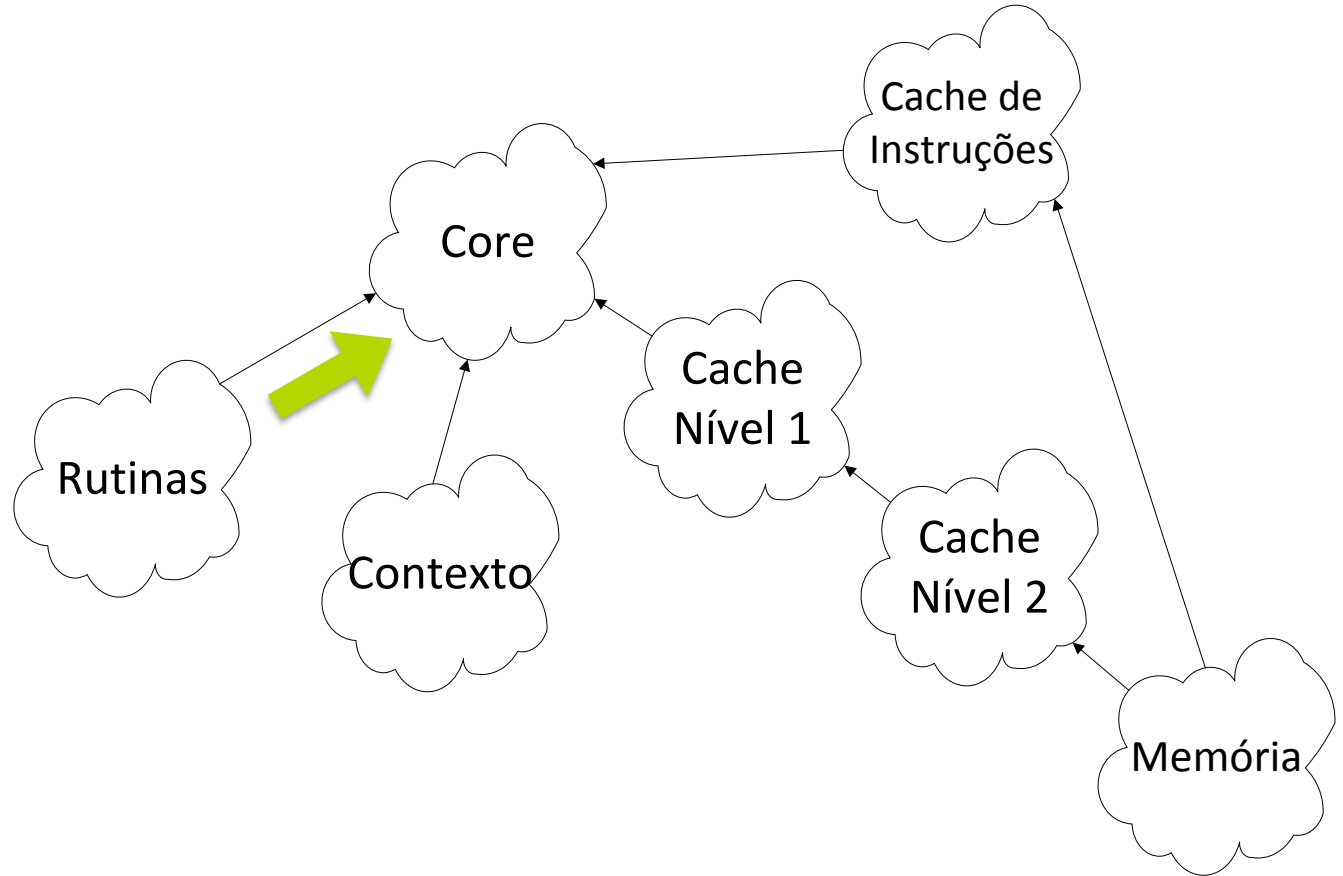 Cache de
Instruções
Core
Cache
Nível 1
Rutinas
Cache
Nível 2
Contexto
Memória